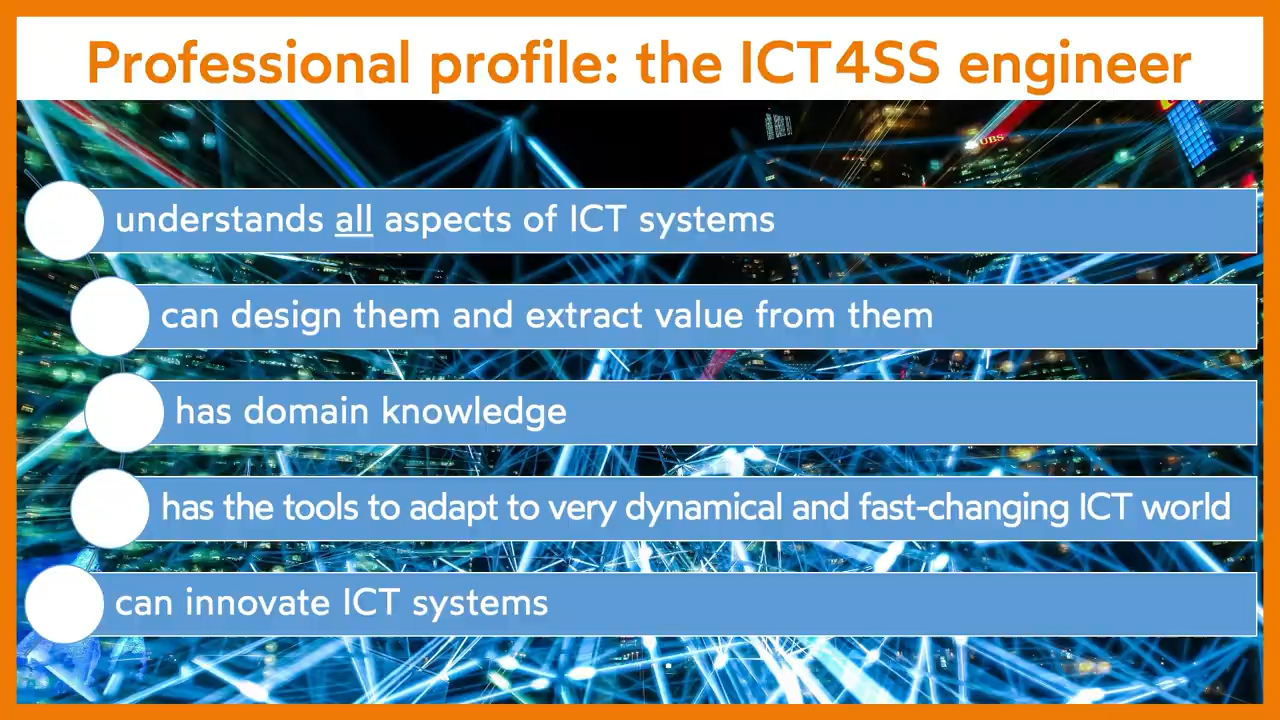 Professional profile: the ICT4SS engineer
UBS
understands all aspects of ICT systems
can design them and extract value from them
has domain knowledge
has the tools to adapt to very dynamical and fast-changing ICT world
can innovate ICT systems